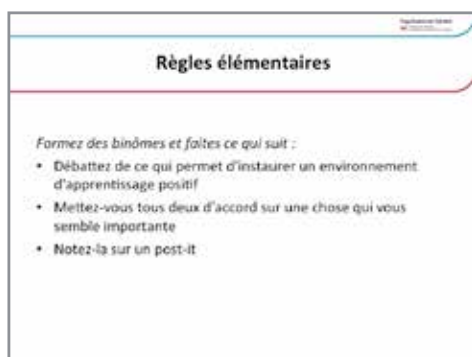 Règles élémentaires
Formez des binômes et faites ce qui suit :
• Débattez de ce qui permet d'instaurer un environnement
d'apprentissage positif
• Mettez-vous tous deux d'accord sur une chose qui vous
semble importante
• Notez-la sur un post-it